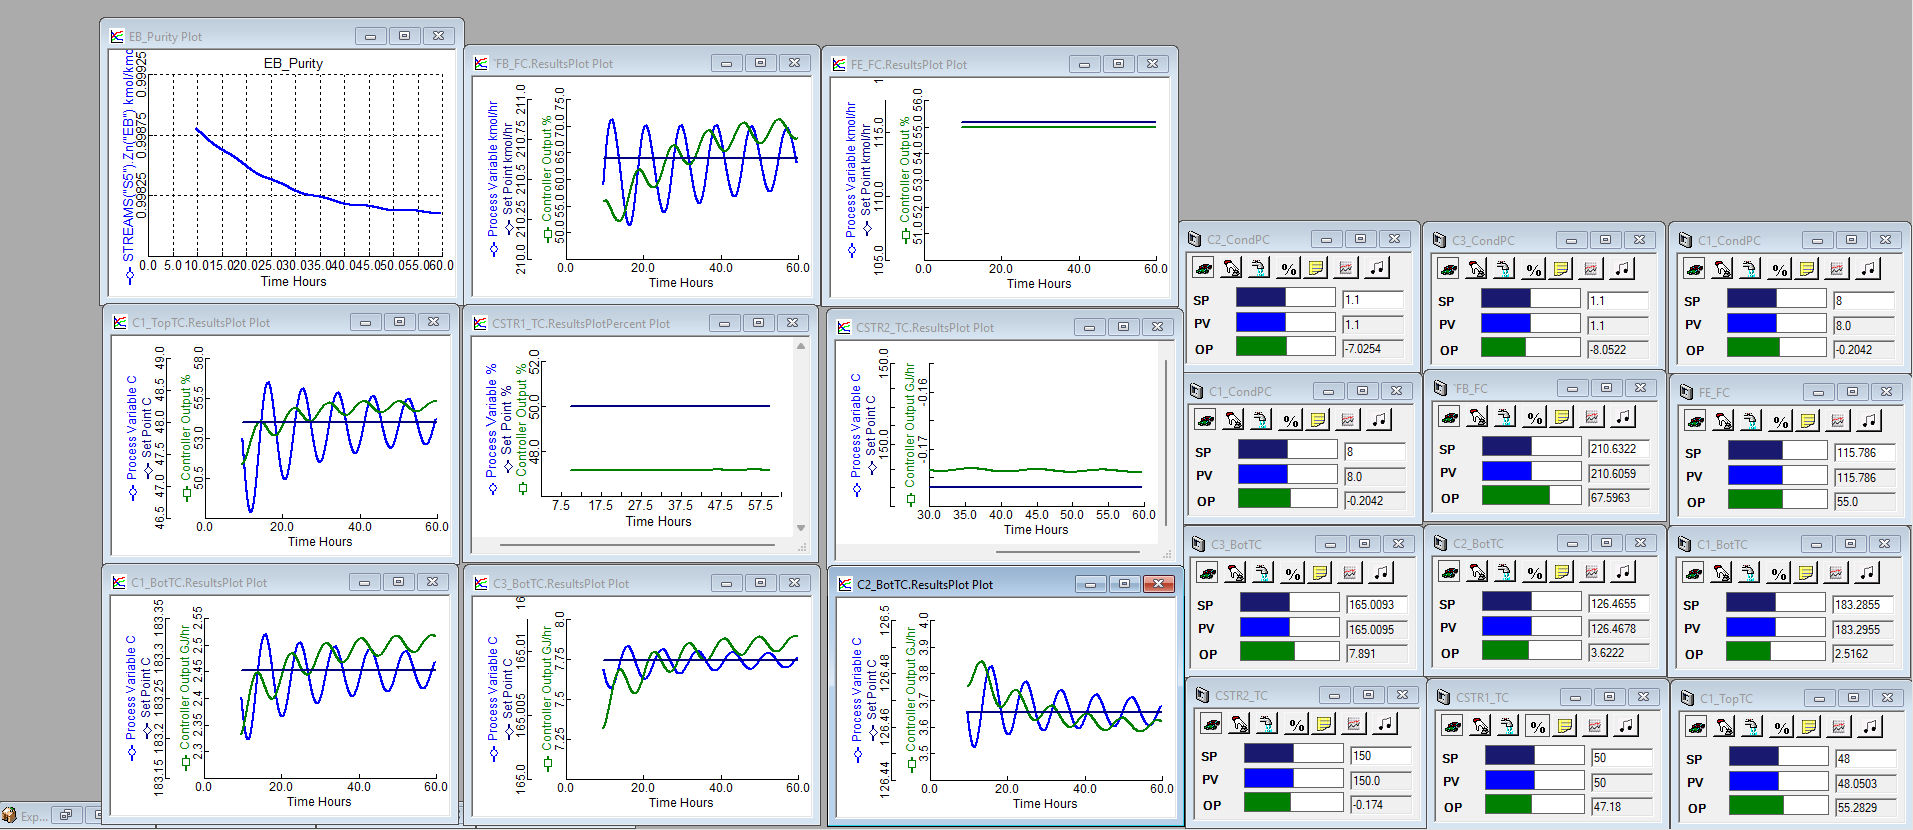 EB_Purity Plot
EB_Purity
STREAMS("S5").Zn("EB") kmol/kmo
0.99825 0.99875 0.99925
0.0 5.0 10.0 15.0 20.0 25.0 30.0 35.0 40.0 45.0 50.0 55.0 60.0
Time Hours
'FB_FC.ResultsPlot Plot
Process Variable kmol/hr
Set Point kmol/hr
210.0 210.25 210.5 210.75 211.0
Controller Output %
50.0 55.0 60.0 65.0 70.0 75.0
0.0 20.0 40.0 60.0
Time Hours
FE_FC.ResultsPlot Plot
Process Variable kmol/hr
Set Point kmol/hr
105.0 110.0 115.0 1
Controller Output %
51.0 52.0 53.0 54.0 55.0 56.0
0.0 20.0 40.0 60.0
Time Hours
C1_TopTC.ResultsPlot Plot
Process Variable C
Set Point C
46.5 47.0 47.5 48.0 48.5 49.0
Controller Output %
50.5 53.0 55.5 58.0
0.0 20.0 40.0 60.0
Time Hours
CSTR1_TC.ResultsPlotPercent Plot
Process Variable %
Set Point %
Controller Output %
48.0 50.0 52.0
7.5 17.5 27.5 37.5 47.5 57.5
Time Hours
CSTR2_TC.ResultsPlot Plot
Process Variable C
Set Point C
150.0 150.0
Controller Output GJ/hr
-0.17 -0.16
30.0 35.0 40.0 45.0 50.0 55.0 60.0
Time Hours
C1_BotTC.ResultsPlot Plot
Process Variable C
Set Point C
183.15 183.2 183.25 183.3 183.35
Controller Output GJ/hr
2.3 2.35 2.4 2.45 2.5 2.55
0.0 20.0 40.0 60.0
Time Hours
C3_BotTC.ResultsPlot Plot
Process Variable C
Set Point C
165.0 165.005 165.01 16
Controller Output GJ/hr
7.25 7.5 7.75 8.0
0.0 20.0 40.0 60.0
Time Hours
C2_BotTC.ResultsPlot Plot
Process Variable C
Set Point C
126.44 126.46 126.48 126.5
Controller Output GJ/hr
3.5 3.6 3.7 3.8 3.9 4.0
0.0 20.0 40.0 60.0
Time Hours
C2_CondPC
%
SP 1.1
PV 1.1
OP -7.0254
C3_CondPC
%
SP 1.1
PV 1.1
OP -8.0522
C1_CondPC
%
SP 8
PV 8.0
OP -0.2042
C1_CondPC
%
SP 8
PV 8.0
OP -0.2042
'FB_FC
%
SP 210.6322
PV 210.6059
OP 67.5963
FE_FC
%
SP 115.786
PV 115.786
OP 55.0
C3_BotTC
%
SP 165.0093
PV 165.0095
OP 7.891
C2_BotTC
%
SP 126.4655
PV 126.4678
OP 3.6222
C1_BotTC
%
SP 183.2855
PV 183.2955
OP 2.5162
CSTR2_TC
%
SP 150
PV 150.0
OP -0.174
CSTR1_TC
%
SP 50
PV 50
OP 47.18
C1_TopTC
%
SP 48
PV 48.0503
OP 55.2829
Exp...